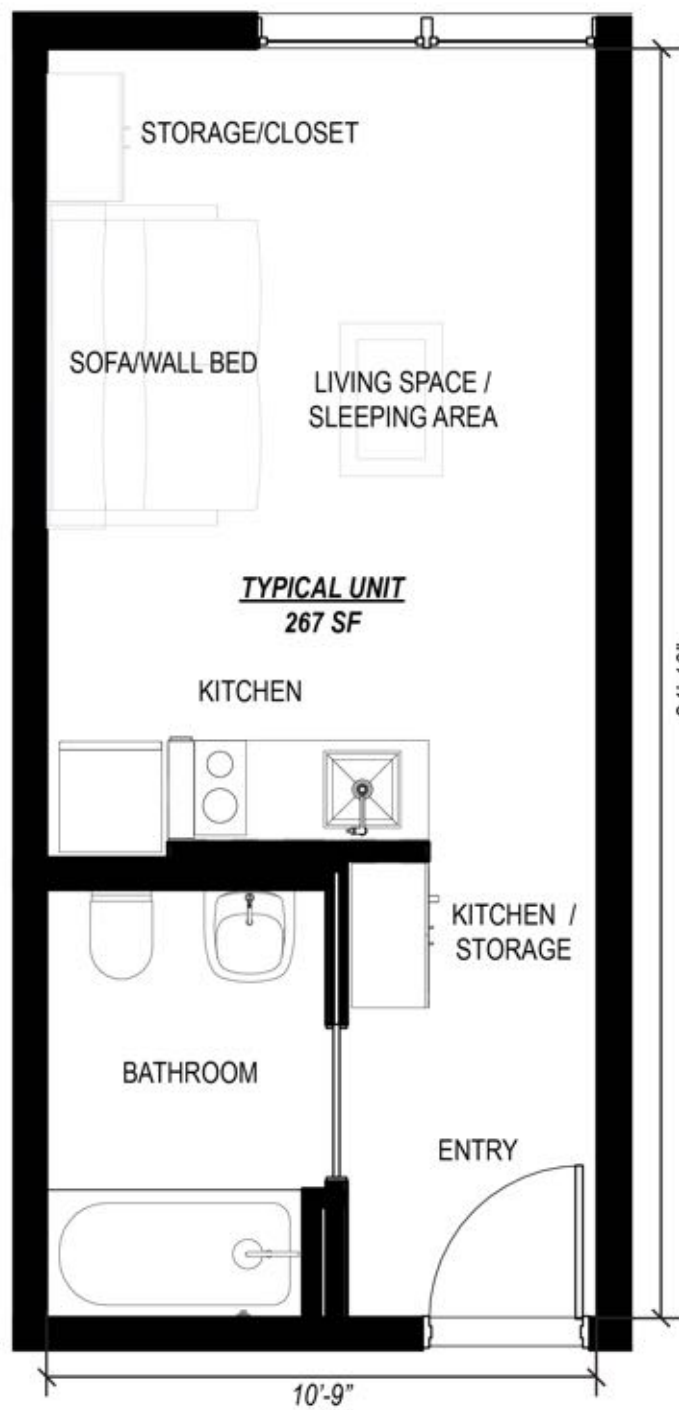 STORAGE/CLOSET
SOFA/WALL BED
LIVING SPACE /
SLEEPING AREA
TYPICAL UNIT
267 SF
KITCHEN
KITCHEN /
STORAGE
BATHROOM
ENTRY
10'-9"